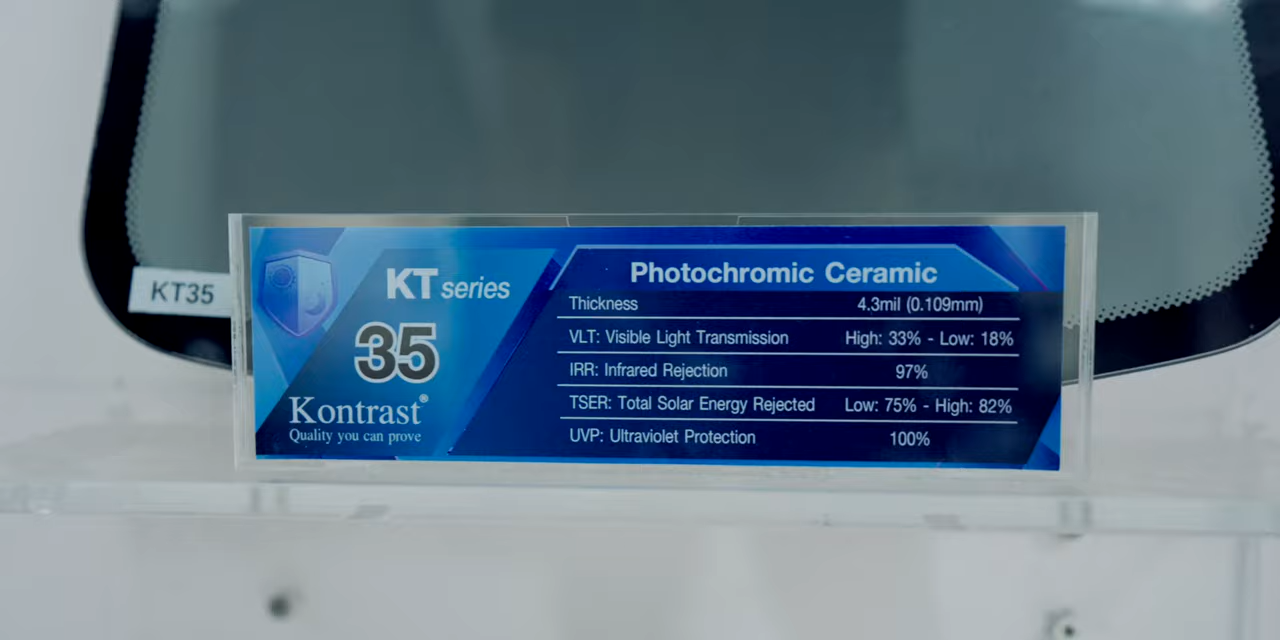 KT35
KT series
35
Kontrast®
Quality you can prove
Photochromic Ceramic
Thickness 4.3mil (0.109mm)
VLT: Visible Light Transmission High: 33% - Low: 18%
IRR: Infrared Rejection 97%
TSER: Total Solar Energy Rejected Low: 75% - High: 82%
UVP: Ultraviolet Protection 100%